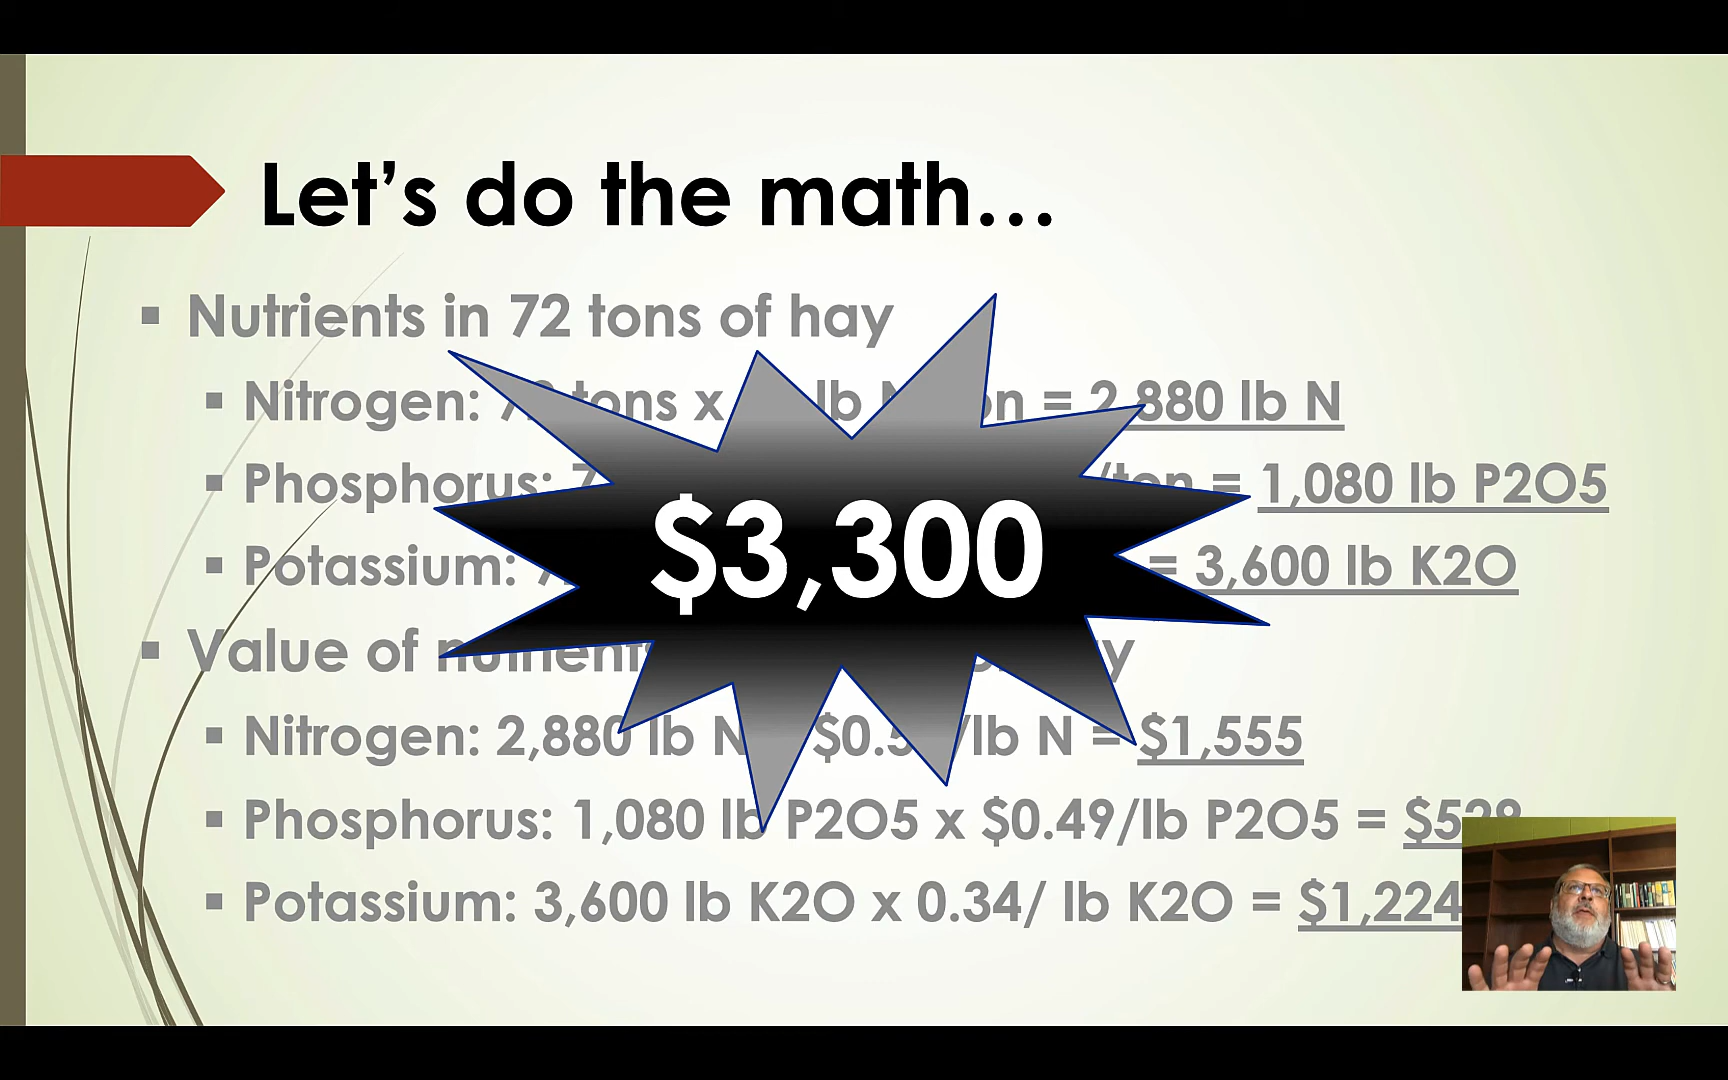 Let’s do the math...
▪ Nutrients in 72 tons of hay
▪ Nitrogen: tons x lb = 2,880 lb N
▪ Phosphorus: /ton = 1,080 lb P2O5
▪ Potassium: = 3,600 lb K2O
$3,300
▪ Value of nutrients
▪ Nitrogen: 2,880 lb N /lb N = $1,555
▪ Phosphorus: 1,080 lb P2O5 x $0.49/lb P2O5 =
▪ Potassium: 3,600 lb K2O x 0.34/ lb K2O = $1,224